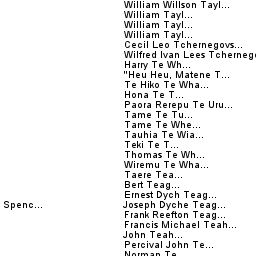 William Willson Tayl...
William Tayl...
William Tayl...
William Tayl...
Cecil Leo Tchernegovs...
Wilfred Ivan Lees Tchernego
Harry Te Wh...
"Heu Heu, Matene T...
Te Hiko Te Wha...
Hona Te T...
Paora Rerepu Te Uru...
Tame Te Tu...
Tame Te Whe...
Tauhia Te Wia...
Teki Te T...
Thomas Te Wh...
Wiremu Te Wha...
Taere Tea...
Bert Teag...
Ernest Dych Teag...
Spenc... Joseph Dyche Teag...
Frank Reefton Teag...
Francis Michael Teah...
John Teah...
Percival John Te...
Norman Te...